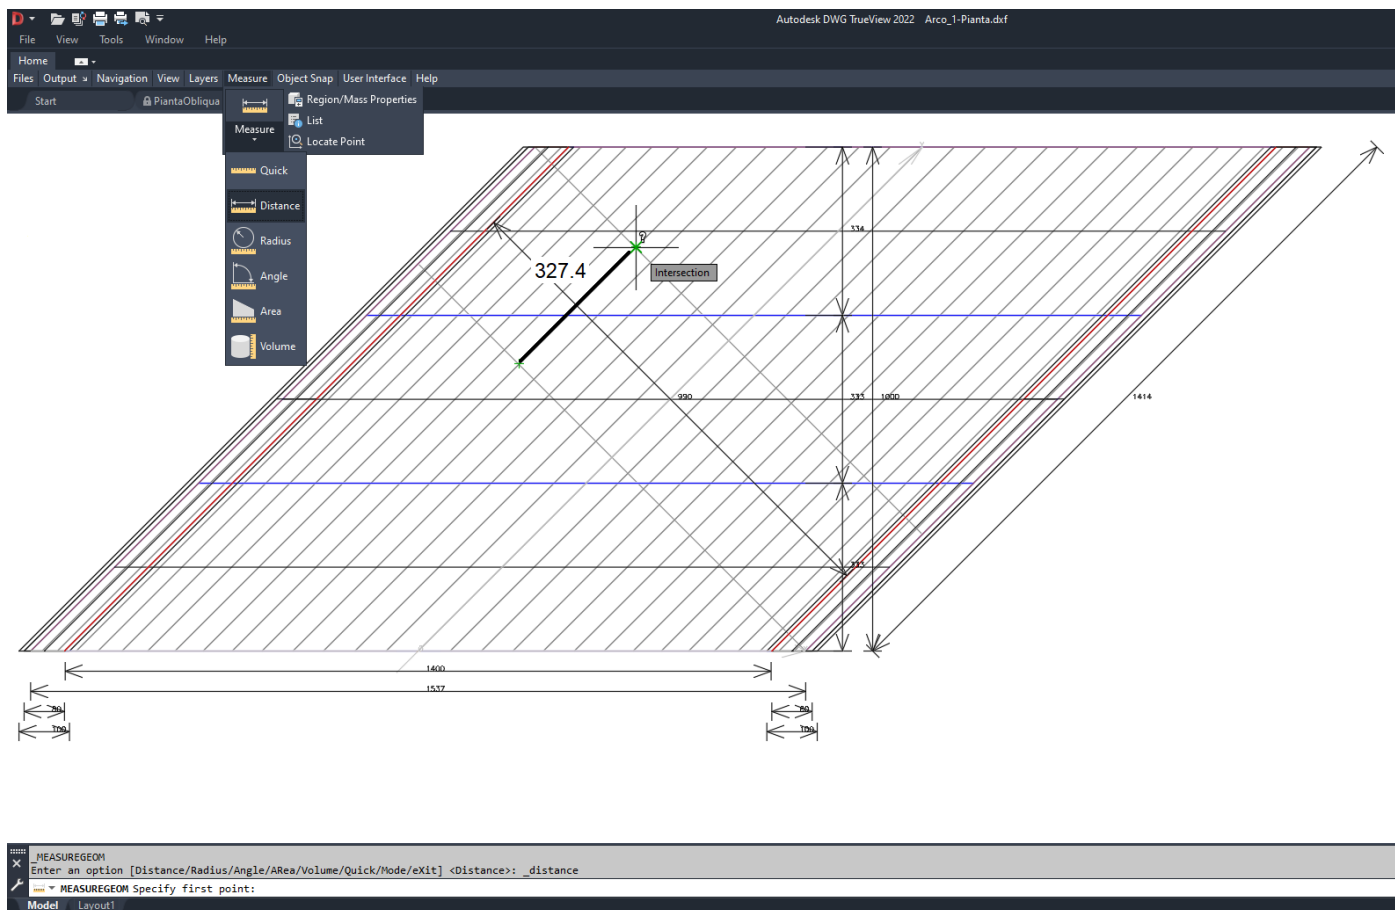 Autodesk DWG TrueView 2022 Arco_1-Pianta.dxf
File View Tools Window Help
Home
Files Output Navigation View Layers Measure Object Snap User Interface Help
Start PiantaObliqua
Measure
Region/Mass Properties
List
Locate Point
Quick
Distance
Radius
Angle
Area
Volume
327.4
Intersection
334
990
333 1000
1414
333
1400
1537
80
80
100
100
_MEASUREGEOM
Enter an option [Distance/Radius/Angle/ARea/Volume/Quick/Mode/eXit] <Distance>: _distance
MEASUREGEOM Specify first point:
Model Layout1